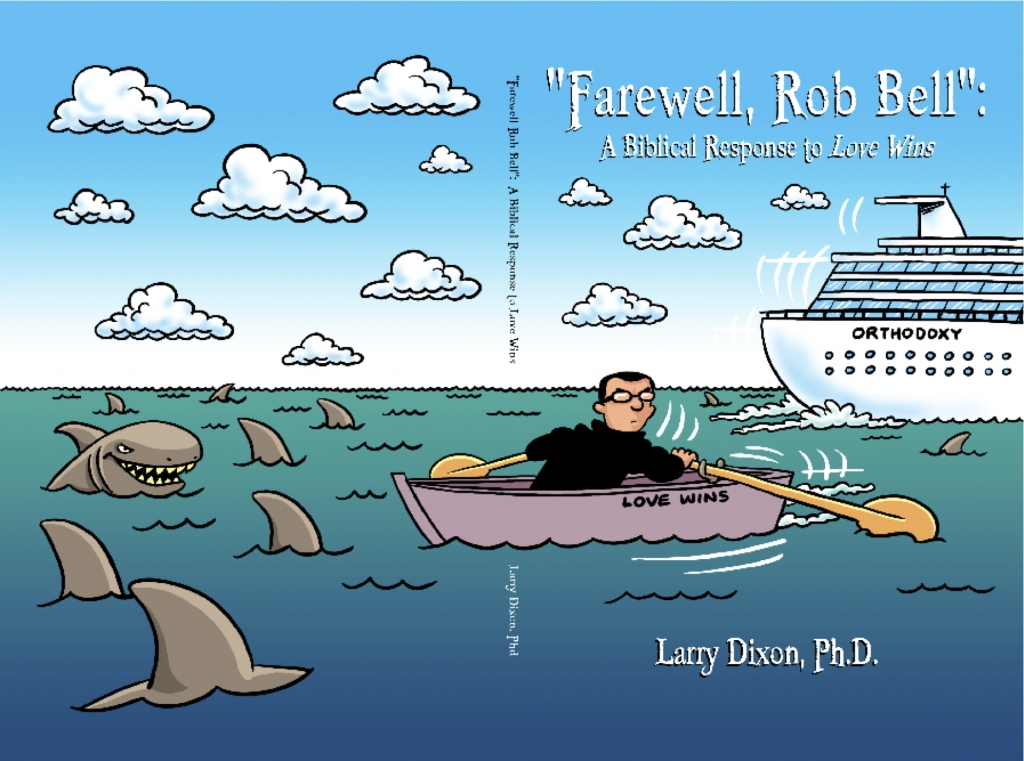 "Farewell, Rob Bell":
A Biblical Response to Love Wins
ORTHODOXY
LOVE WINS
Larry Dixon, Ph.D.
"Farewell Rob Bell": A Biblical Response to Love Wins
Larry Dixon, Phd